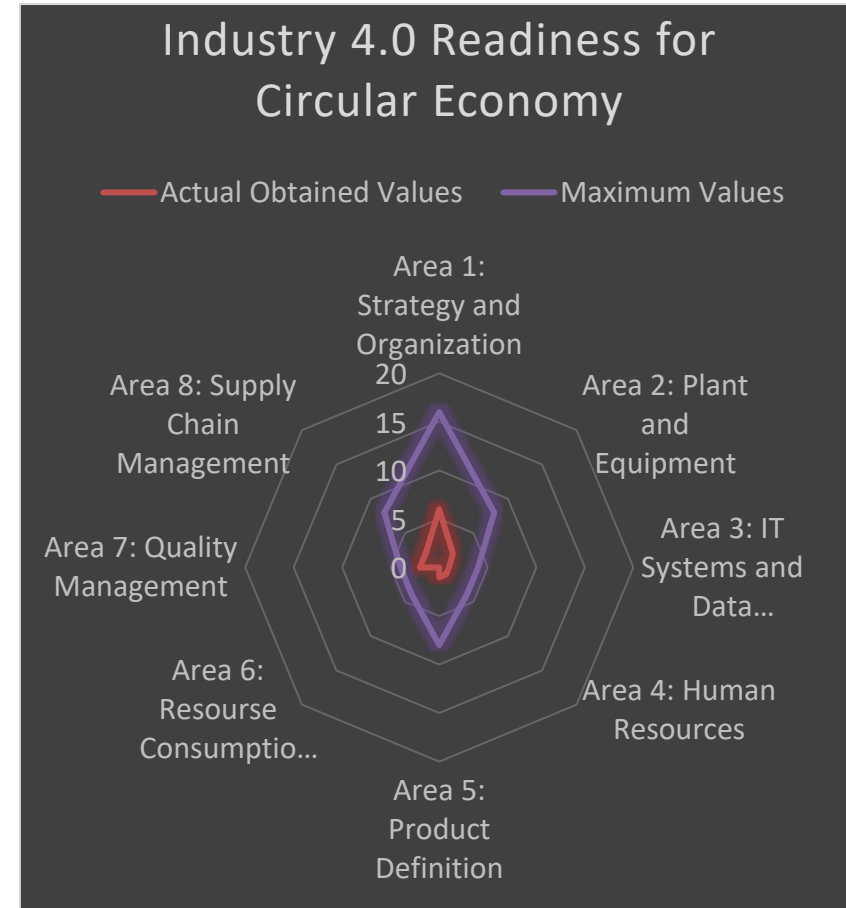 Industry 4.0 Readiness for
Circular Economy
Actual Obtained Values
Maximum Values
Area 1:
Strategy and
Organization
Area 2: Plant
and
Equipment
Area 3: IT
Systems and
Data...
Area 4: Human
Resources
Area 5:
Product
Definition
Area 6:
Resourse
Consumptio...
Area 7: Quality
Management
Area 8: Supply
Chain
Management
20
15
10
5
0